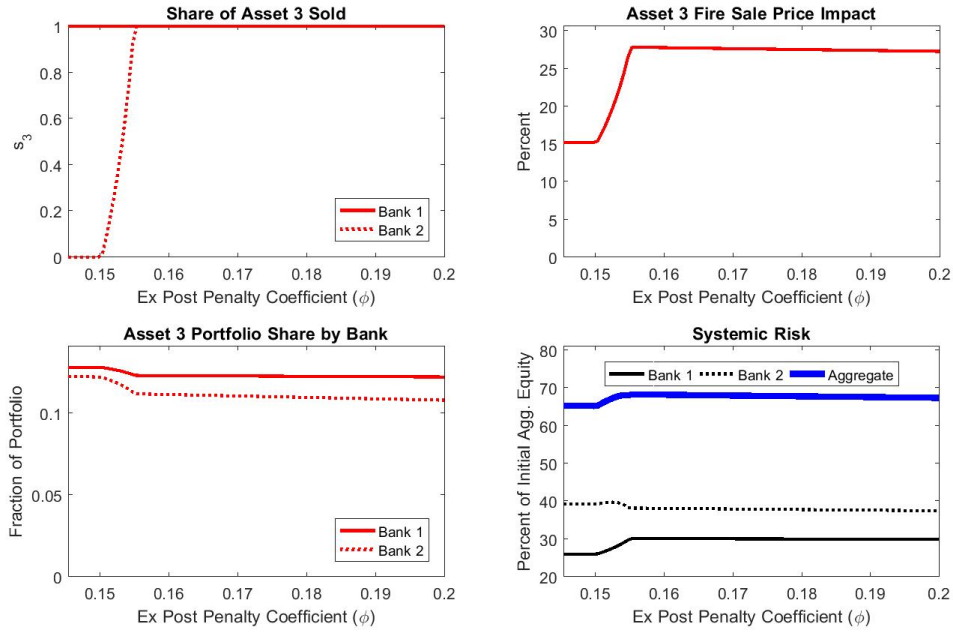 Share of Asset 3 Sold
1
0.8
0.6
0.4
0.2
0
s3
Bank 1
Bank 2
0.15 0.16 0.17 0.18 0.19 0.2
Ex Post Penalty Coefficient (ϕ)
Asset 3 Fire Sale Price Impact
30
25
20
15
10
5
0
Percent
0.15 0.16 0.17 0.18 0.19 0.2
Ex Post Penalty Coefficient (ϕ)
Asset 3 Portfolio Share by Bank
0.1
0.05
0
Fraction of Portfolio
Bank 1
Bank 2
0.15 0.16 0.17 0.18 0.19 0.2
Ex Post Penalty Coefficient (ϕ)
Systemic Risk
Bank 1 Bank 2 Aggregate
80
70
60
50
40
30
20
Percent of Initial Agg. Equity
0.15 0.16 0.17 0.18 0.19 0.2
Ex Post Penalty Coefficient (ϕ)